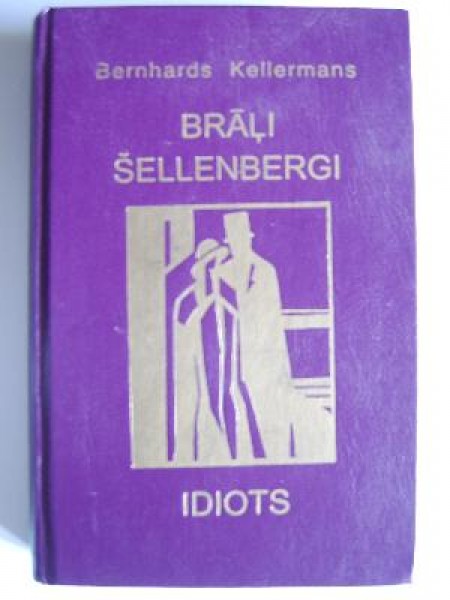 Bernhards Kellermans
BRĀĻI
ŠELLENBERGI
IDIOTS